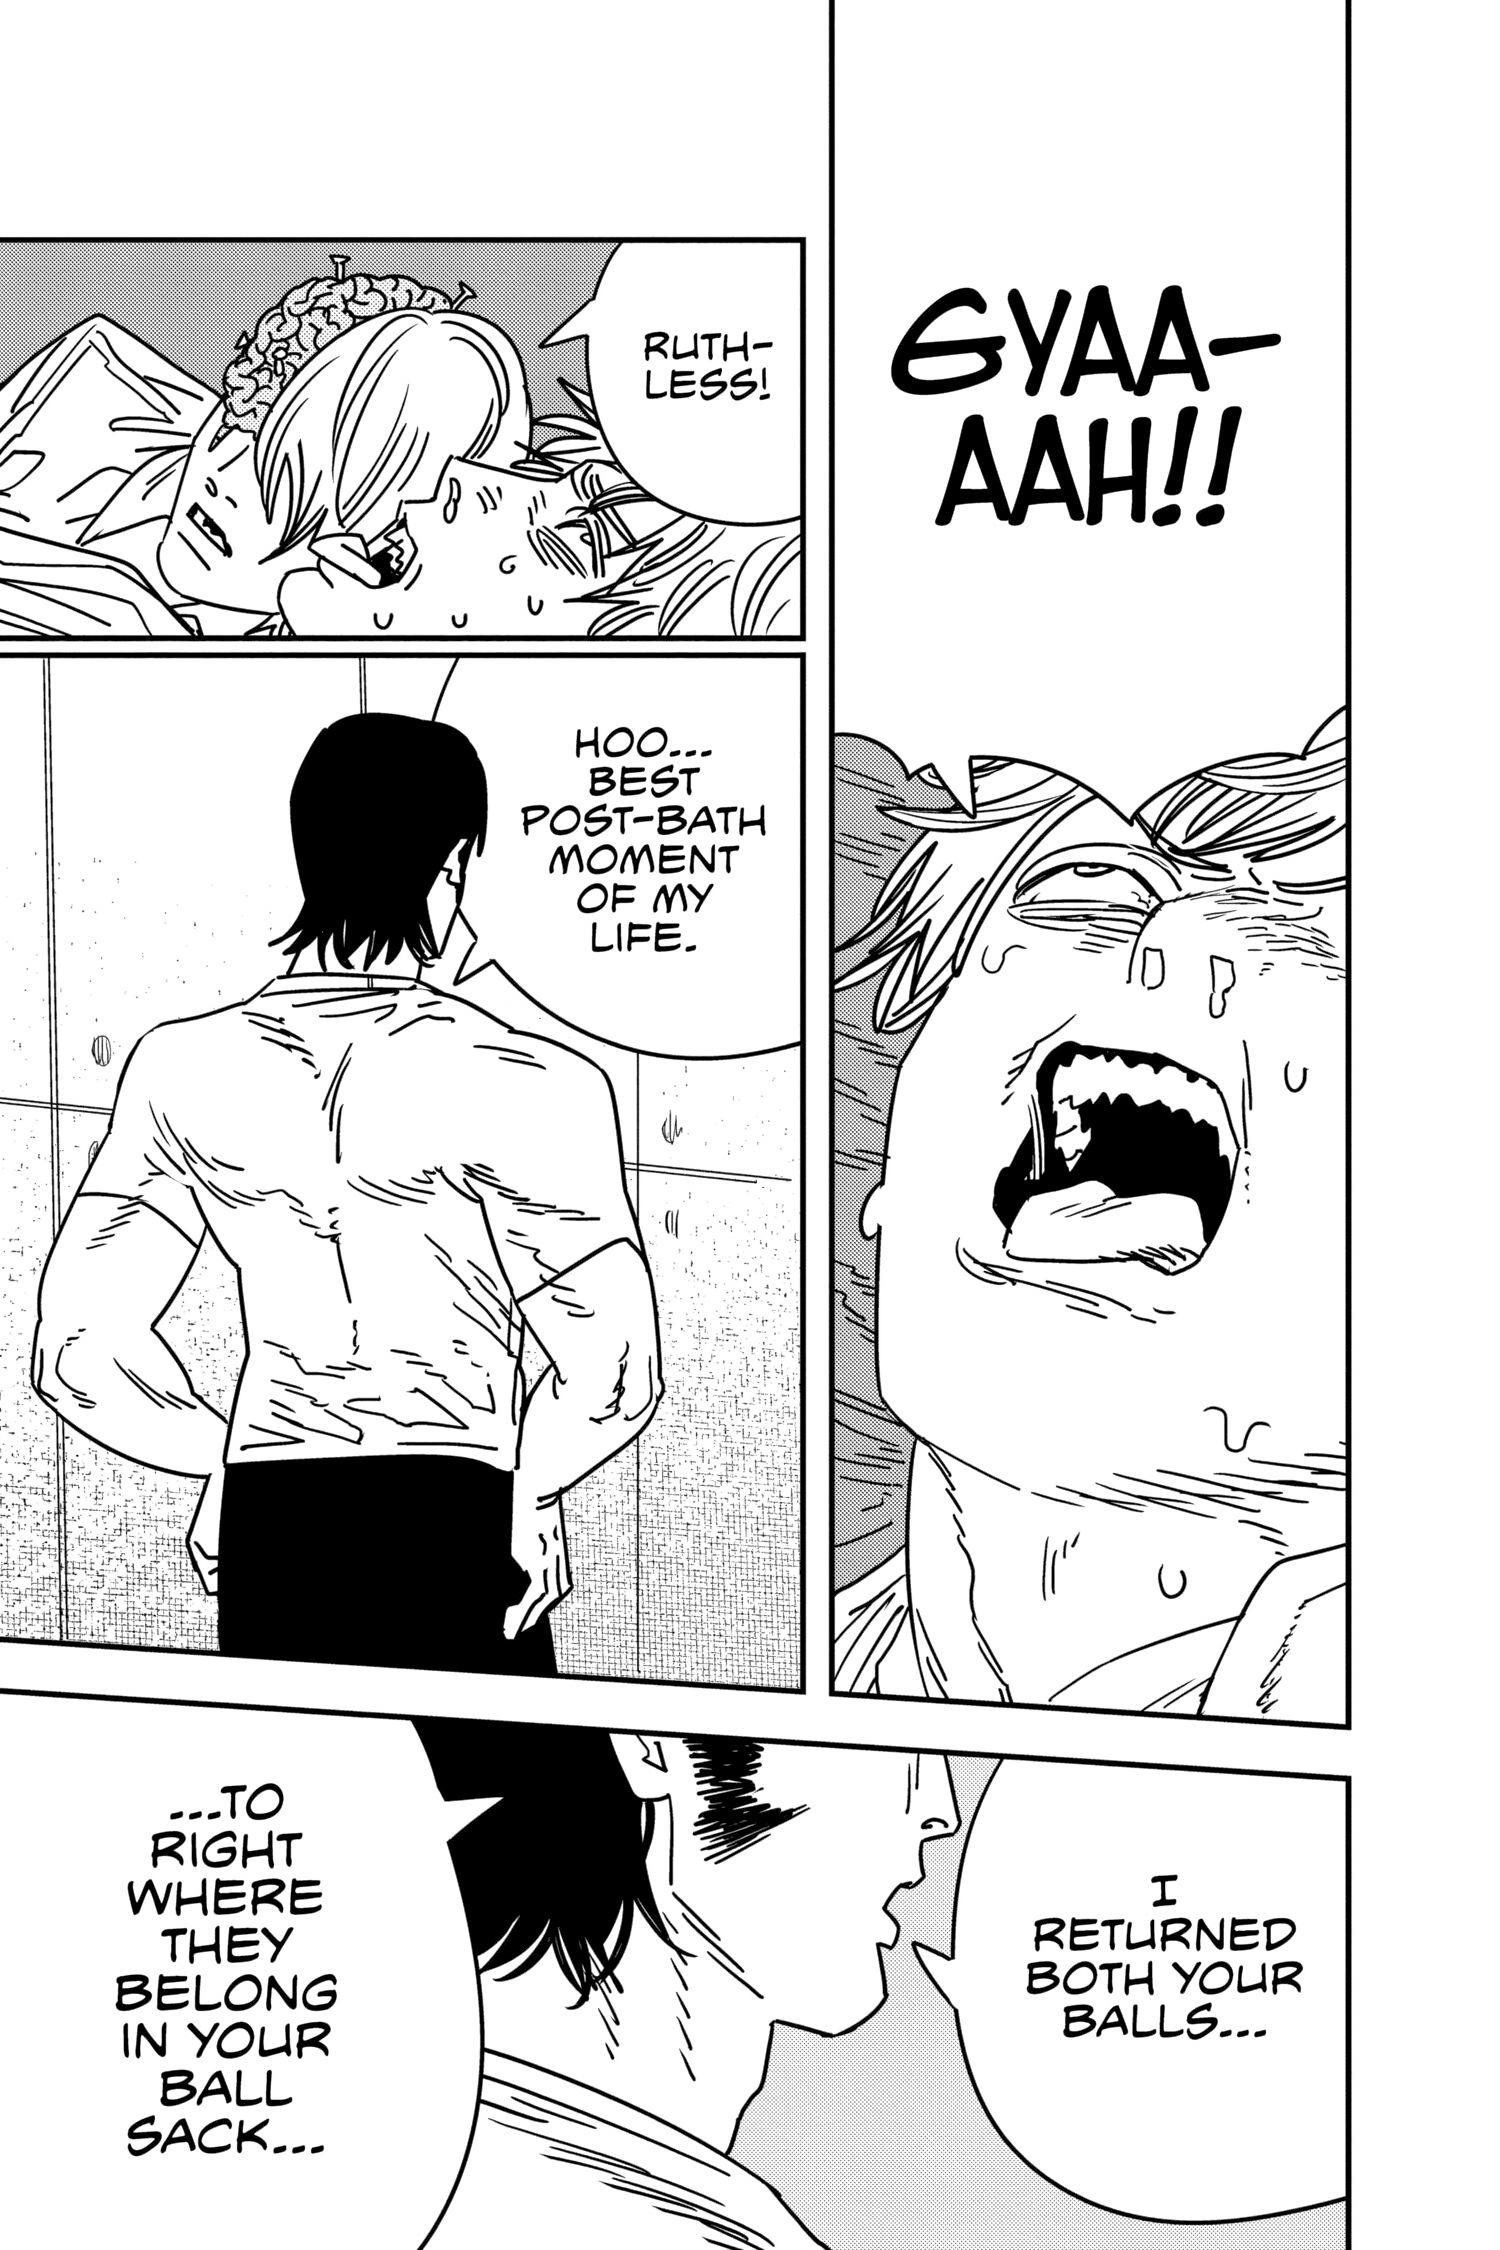 GYAA-
AAH!!
RUTH-
LESS!
HOO...
BEST
POST-BATH
MOMENT
OF MY
LIFE.
I
RETURNED
BOTH YOUR
BALLS...
...TO
RIGHT
WHERE
THEY
BELONG
IN YOUR
BALL
SACK...